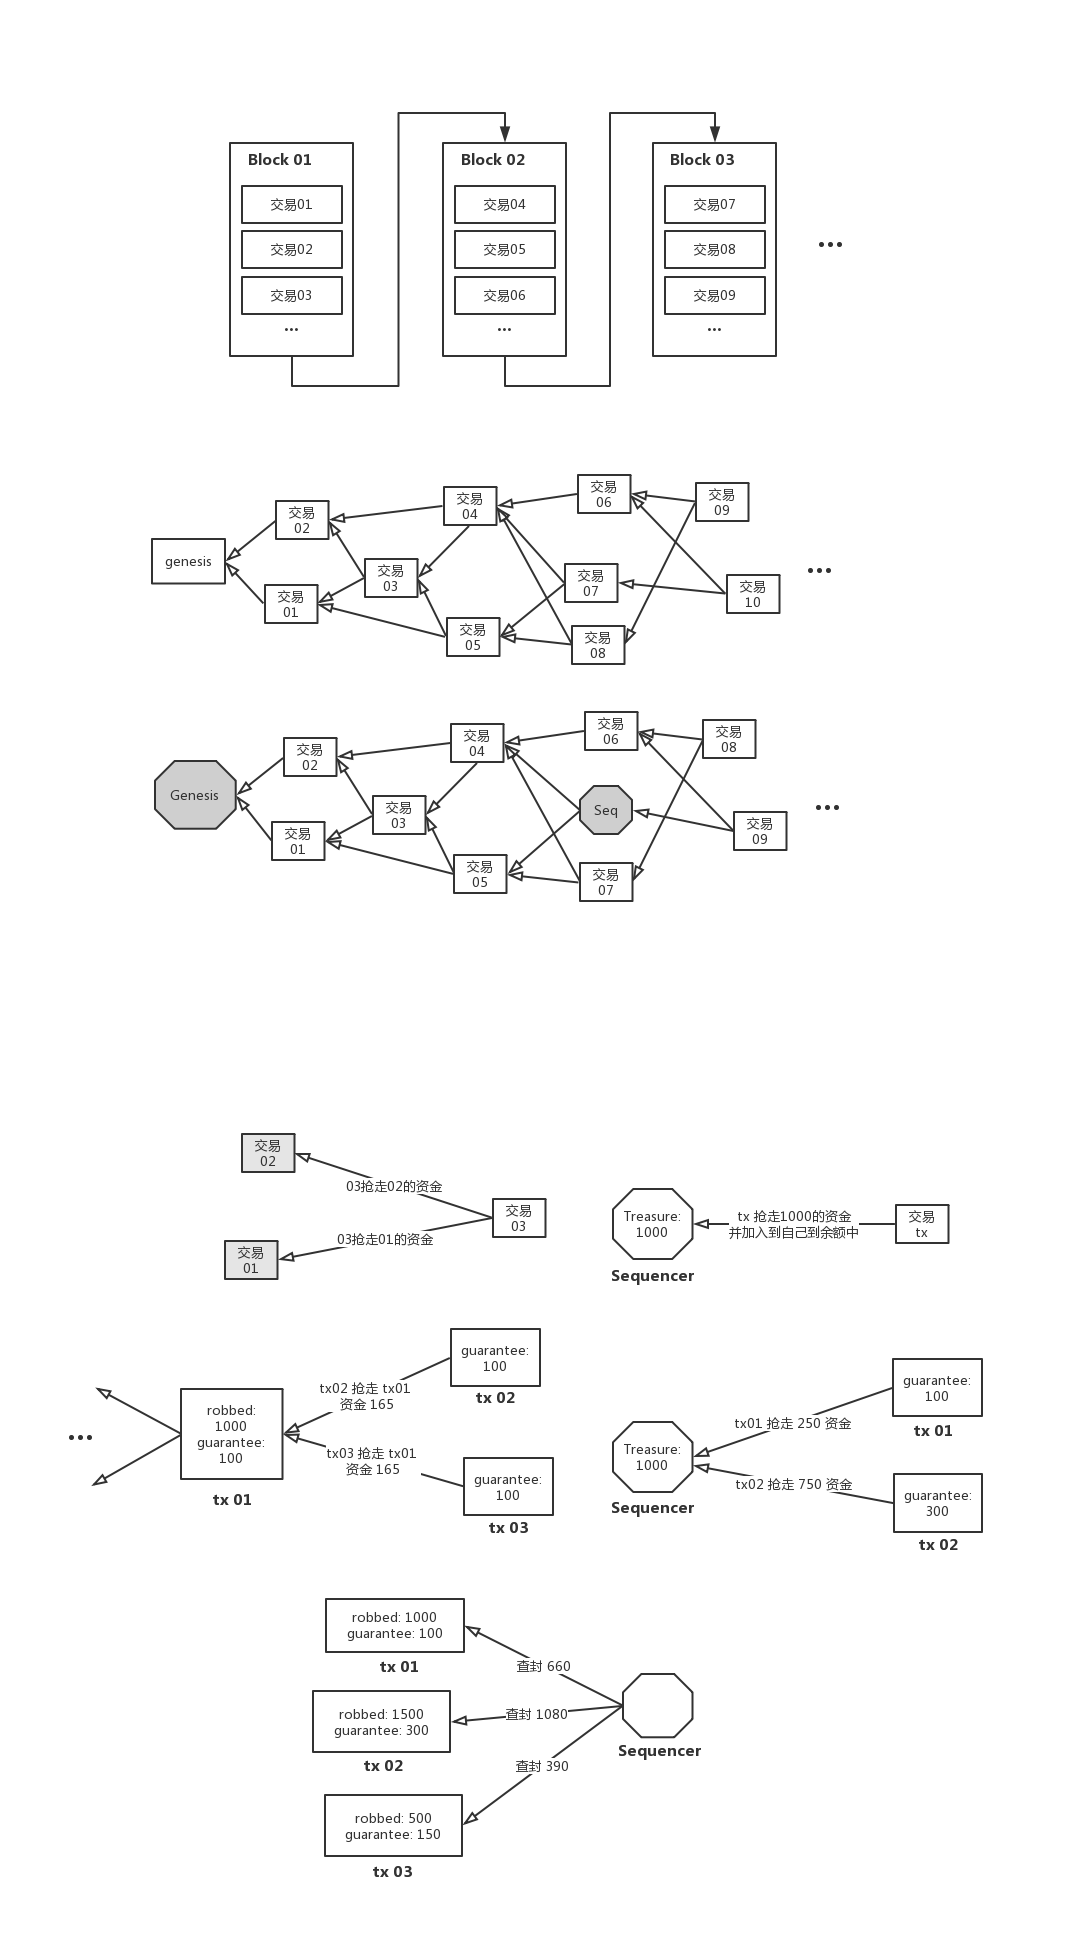 Block 01
交易01
交易02
交易03
...
Block 02
交易04
交易05
交易06
...
Block 03
交易07
交易08
交易09
...
...
genesis
交易
02
交易
01
交易
03
交易
04
交易
05
交易
06
交易
07
交易
08
交易
09
交易
10
...
Genesis
交易
02
交易
01
交易
03
交易
04
交易
05
交易
06
Seq
交易
07
交易
08
交易
09
...
交易
02
03抢走02的资金
交易
03
03抢走01的资金
交易
01
Treasure:
1000
Sequencer
tx 抢走1000的资金
并加入到自己到余额中
交易
tx
...
robbed:
1000
guarantee:
100
tx 01
tx02 抢走 tx01
资金 165
guarantee:
100
tx 02
tx03 抢走 tx01
资金 165
guarantee:
100
tx 03
Treasure:
1000
Sequencer
tx01 抢走 250 资金
guarantee:
100
tx 01
tx02 抢走 750 资金
guarantee:
300
tx 02
robbed: 1000
guarantee: 100
tx 01
查封 660
robbed: 1500
guarantee: 300
tx 02
查封 1080
Sequencer
查封 390
robbed: 500
guarantee: 150
tx 03